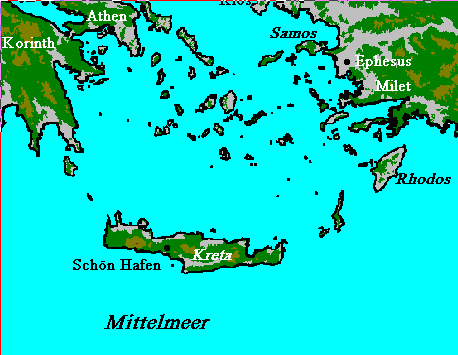 Athen
Korinth
Samos
Ephesus
Milet
Rhodos
Kreta
Schön Hafen
Mittelmeer